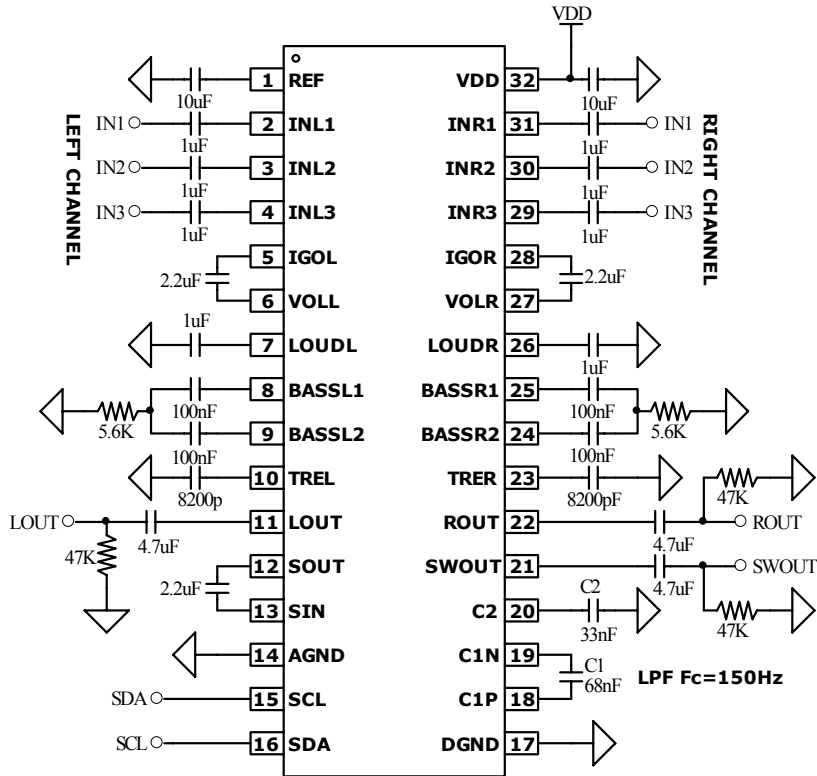 VDD
1 REF
VDD 32
10uF
10uF
LEFT CHANNEL
RIGHT CHANNEL
IN1
2 INL1
INR1 31
IN1
1uF
1uF
IN2
3 INL2
INR2 30
IN2
1uF
1uF
IN3
4 INL3
INR3 29
IN3
1uF
1uF
5 IGOL
IGOR 28
2.2uF
2.2uF
6 VOLL
VOLR 27
1uF
7 LOUDL
LOUDR 26
1uF
8 BASSL1
BASSR1 25
100nF
100nF
5.6K
5.6K
9 BASSL2
BASSR2 24
100nF
100nF
10 TREL
TRER 23
8200p
8200pF
47K
LOUT
11 LOUT
ROUT 22
ROUT
4.7uF
4.7uF
47K
12 SOUT
SWOUT 21
SWOUT
2.2uF
4.7uF
13 SIN
C2 20
C2
33nF
47K
14 AGND
C1N 19
C1
68nF
LPF Fc=150Hz
SDA
15 SCL
C1P 18
SCL
16 SDA
DGND 17